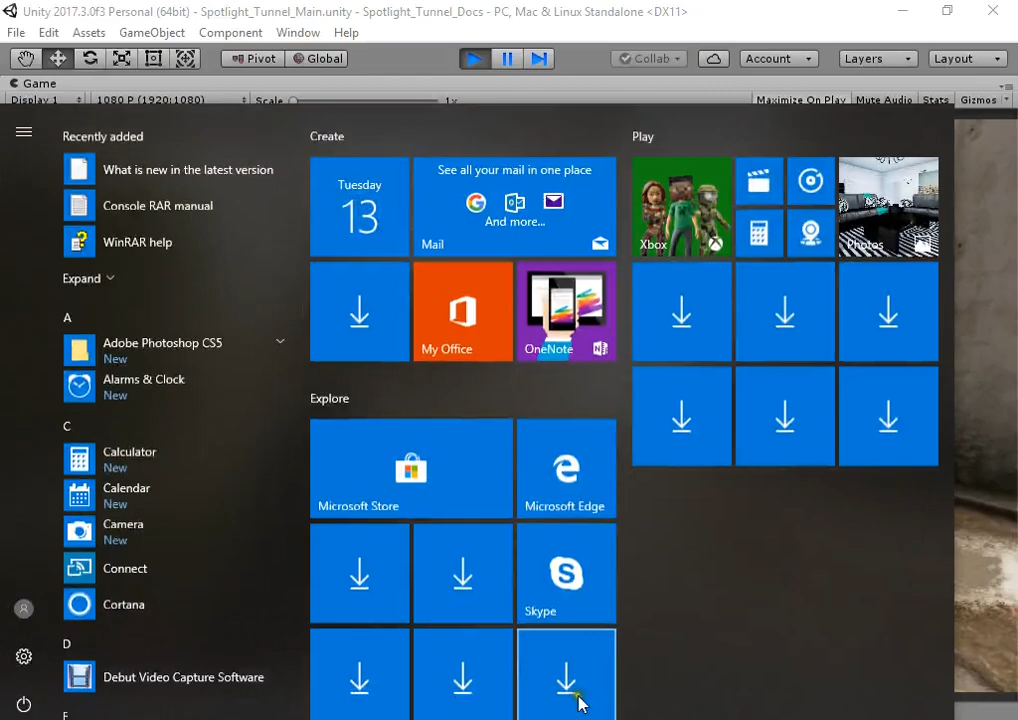 Unity 2017.3.0f3 Personal (64bit) - Spotlight_Tunnel_Main.unity - Spotlight_Tunnel_Docs - PC, Mac & Linux Standalone <DX11>
File Edit Assets GameObject Component Window Help
Pivot Global Collab Account Layers Layout
Game
Display 1 1080 P (1920:1080) Scale 1x Maximize On Play Mute Audio Stats Gizmos
Recently added
What is new in the latest version
Console RAR manual
WinRAR help
Expand
A
Adobe Photoshop CS5
New
Alarms & Clock
New
C
Calculator
New
Calendar
New
Camera
New
Connect
Cortana
D
Debut Video Capture Software
Create
Tuesday
13
See all your mail in one place
And more...
Mail
My Office
OneNote
Explore
Microsoft Store
Microsoft Edge
Skype
Play
Xbox
Photos